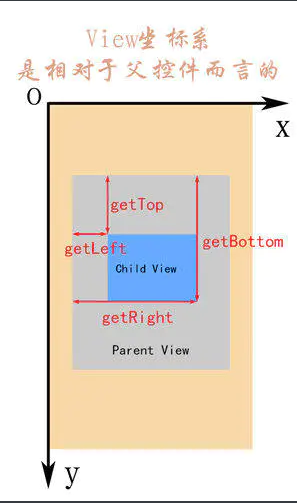 View坐标系
是相对于父控件而言的
O
X
getTop
getLeft
getBottom
Child View
getRight
Parent View
y